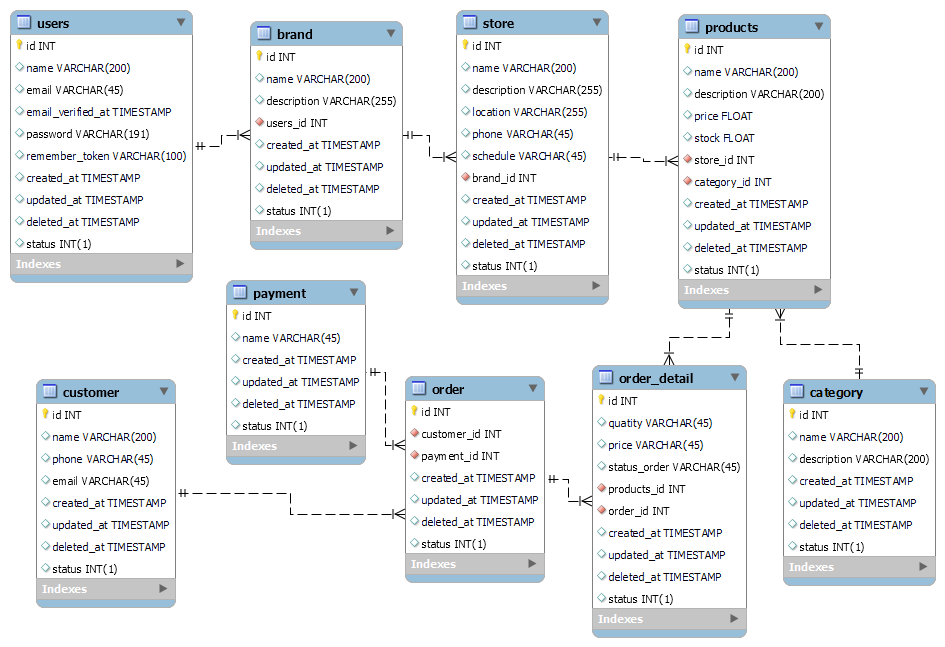 users
id INT
name VARCHAR(200)
email VARCHAR(45)
email_verified_at TIMESTAMP
password VARCHAR(191)
remember_token VARCHAR(100)
created_at TIMESTAMP
updated_at TIMESTAMP
deleted_at TIMESTAMP
status INT(1)
Indexes
brand
id INT
name VARCHAR(200)
description VARCHAR(255)
users_id INT
created_at TIMESTAMP
updated_at TIMESTAMP
deleted_at TIMESTAMP
status INT(1)
Indexes
store
id INT
name VARCHAR(200)
description VARCHAR(255)
location VARCHAR(255)
phone VARCHAR(45)
schedule VARCHAR(45)
brand_id INT
created_at TIMESTAMP
updated_at TIMESTAMP
deleted_at TIMESTAMP
status INT(1)
Indexes
products
id INT
name VARCHAR(200)
description VARCHAR(200)
price FLOAT
stock FLOAT
store_id INT
category_id INT
created_at TIMESTAMP
updated_at TIMESTAMP
deleted_at TIMESTAMP
status INT(1)
Indexes
payment
id INT
name VARCHAR(45)
created_at TIMESTAMP
updated_at TIMESTAMP
deleted_at TIMESTAMP
status INT(1)
Indexes
customer
id INT
name VARCHAR(200)
phone VARCHAR(45)
email VARCHAR(45)
created_at TIMESTAMP
updated_at TIMESTAMP
deleted_at TIMESTAMP
status INT(1)
Indexes
order
id INT
customer_id INT
payment_id INT
created_at TIMESTAMP
updated_at TIMESTAMP
deleted_at TIMESTAMP
status INT(1)
Indexes
order_detail
id INT
quatity VARCHAR(45)
price VARCHAR(45)
status_order VARCHAR(45)
products_id INT
order_id INT
created_at TIMESTAMP
updated_at TIMESTAMP
deleted_at TIMESTAMP
status INT(1)
Indexes
category
id INT
name VARCHAR(200)
description VARCHAR(200)
created_at TIMESTAMP
updated_at TIMESTAMP
deleted_at TIMESTAMP
status INT(1)
Indexes